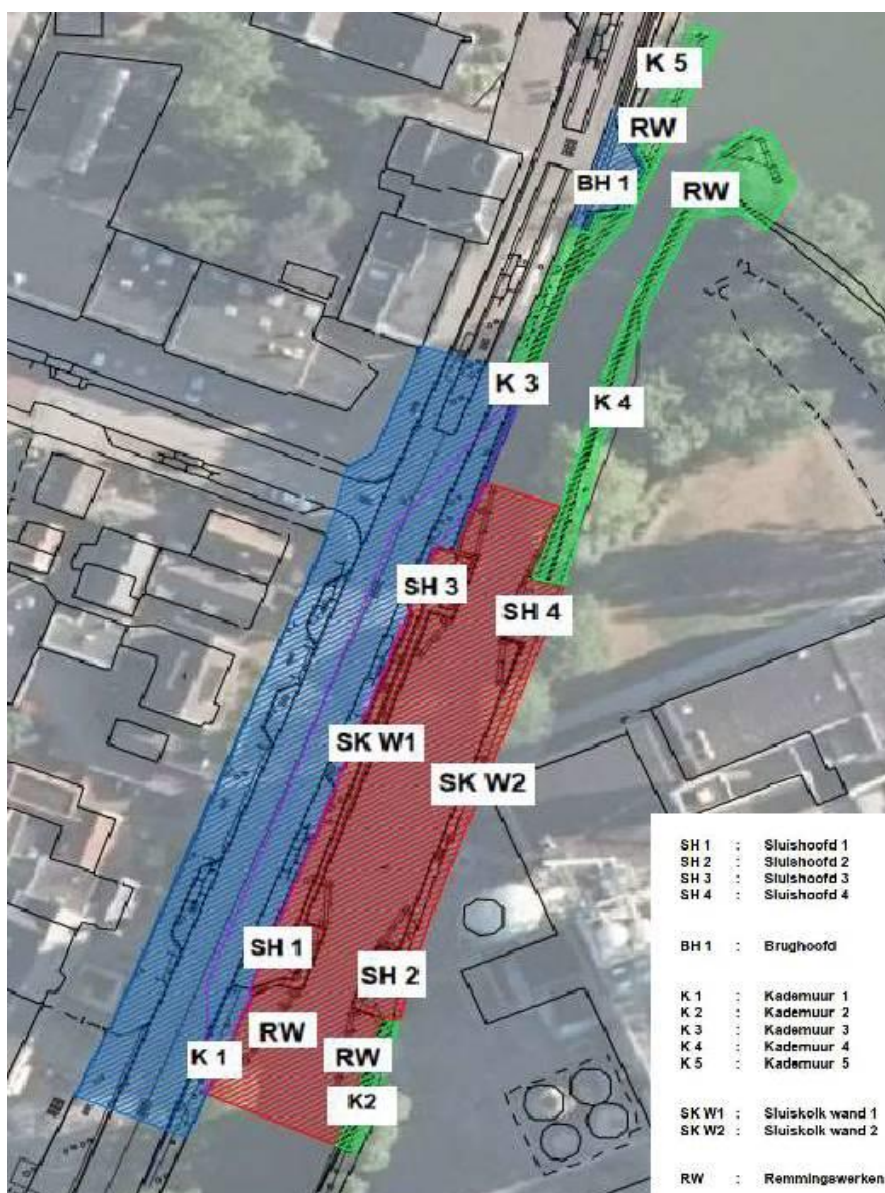 K 5
RW
BH 1
RW
K 3
K 4
SH 3
SH 4
SK W1
SK W2
SH 1
SH 2
RW
K 1
RW
K2
SH 1 : Sluishoofd 1
SH 2 : Sluishoofd 2
SH 3 : Sluishoofd 3
SH 4 : Sluishoofd 4
BH 1 : Brughoofd
K 1 : Kademuur 1
K 2 : Kademuur 2
K 3 : Kademuur 3
K 4 : Kademuur 4
K 5 : Kademuur 5
SK W1 : Sluiskolk wand 1
SK W2 : Sluiskolk wand 2
RW : Remmingswerken